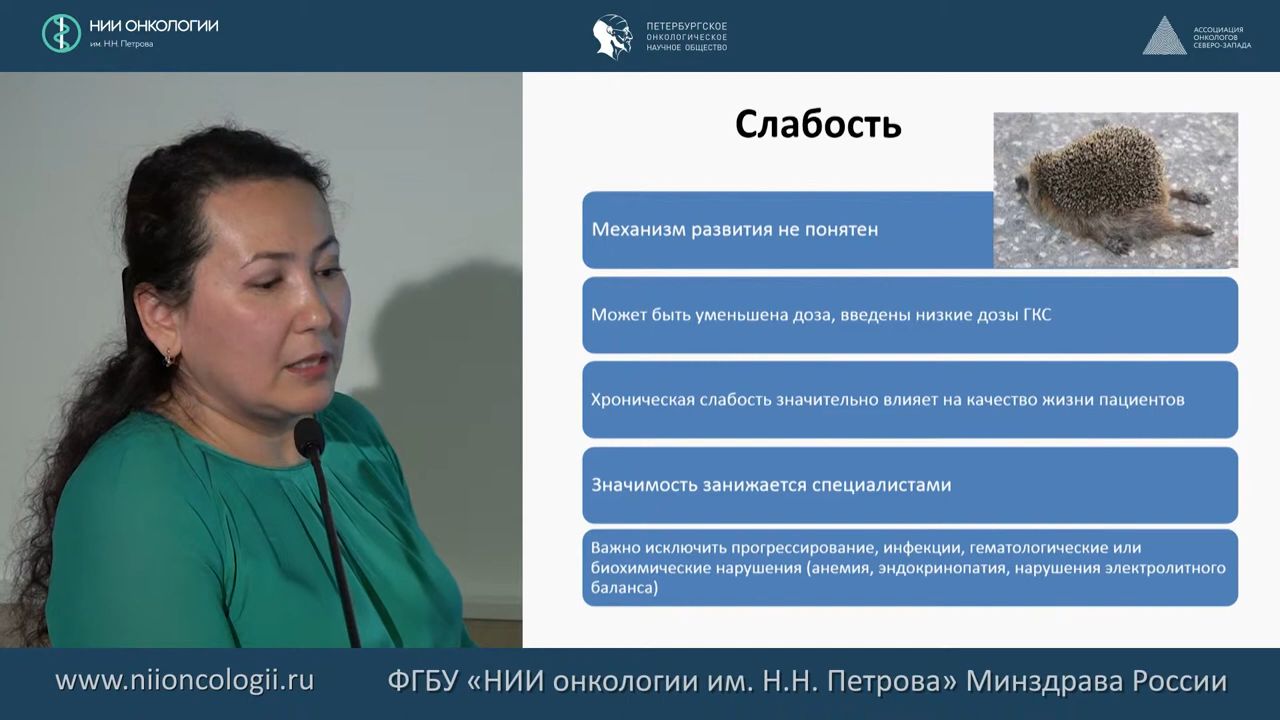 НИИ ОНКОЛОГИИ
им. Н.Н. Петрова
ПЕТЕРБУРГСКОЕ
ОНКОЛОГИЧЕСКОЕ
НАУЧНОЕ ОБЩЕСТВО
АССОЦИАЦИЯ
ОНКОЛОГОВ
СЕВЕРО-ЗАПАДА
Слабость
Механизм развития не понятен
Может быть уменьшена доза, введены низкие дозы ГКС
Хроническая слабость значительно влияет на качество жизни пациентов
Значимость занижается специалистами
Важно исключить прогрессирование, инфекции, гематологические или
биохимические нарушения (анемия, эндокринопатия, нарушения электролитного
баланса)
www.niioncologii.ru
ФГБУ «НИИ онкологии им. Н.Н. Петрова» Минздрава России